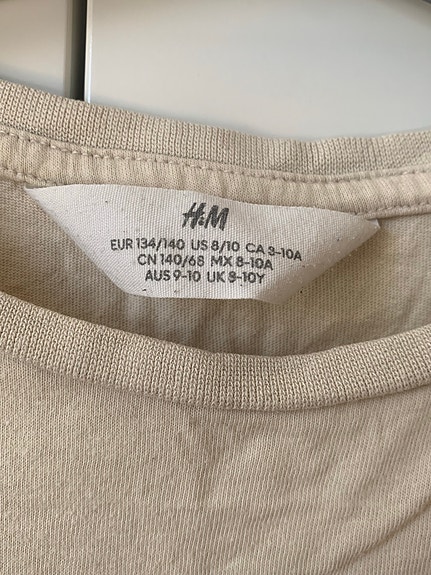 H&M
EUR 134/140 US 8/10 CA 8-10A
CN 140/68 MX 8-10A
AUS 9-10 UK 9-10Y